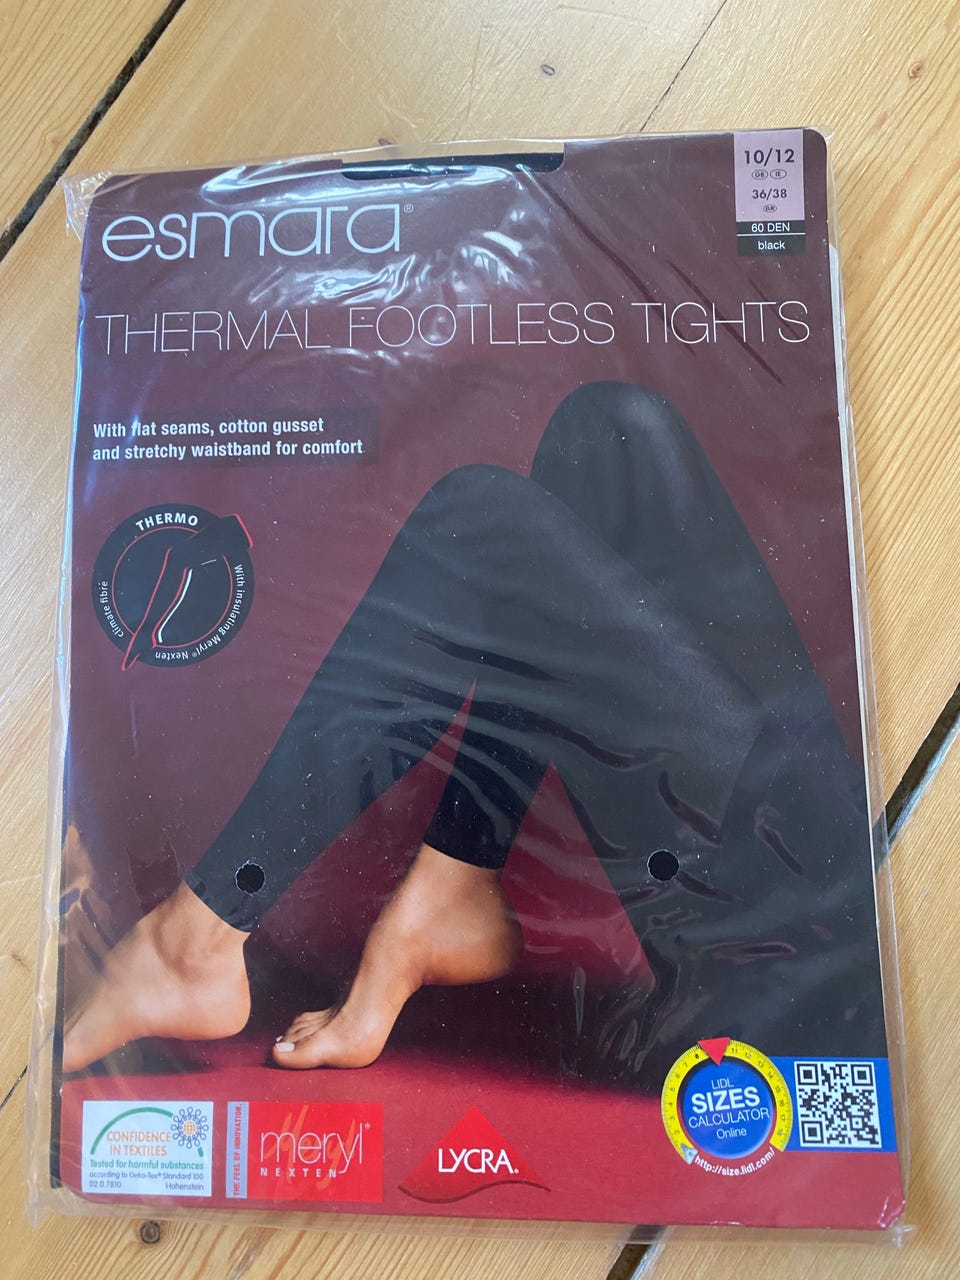 10/12
GB IE
36/38
EUR
60 DEN
black
esmara®
THERMAL FOOTLESS TIGHTS
With flat seams, cotton gusset
and stretchy waistband for comfort
THERMO
climate fibre
With insulating Meryl® Nexten
CONFIDENCE
IN TEXTILES
Tested for harmful substances
according to Oeko-Tex® Standard 100
02.0.7810 Hohenstein
THE FEEL OF INNOVATION.
meryl®
NEXTEN
LYCRA®
LIDL
SIZES
CALCULATOR
Online
http://size.lidl.com/